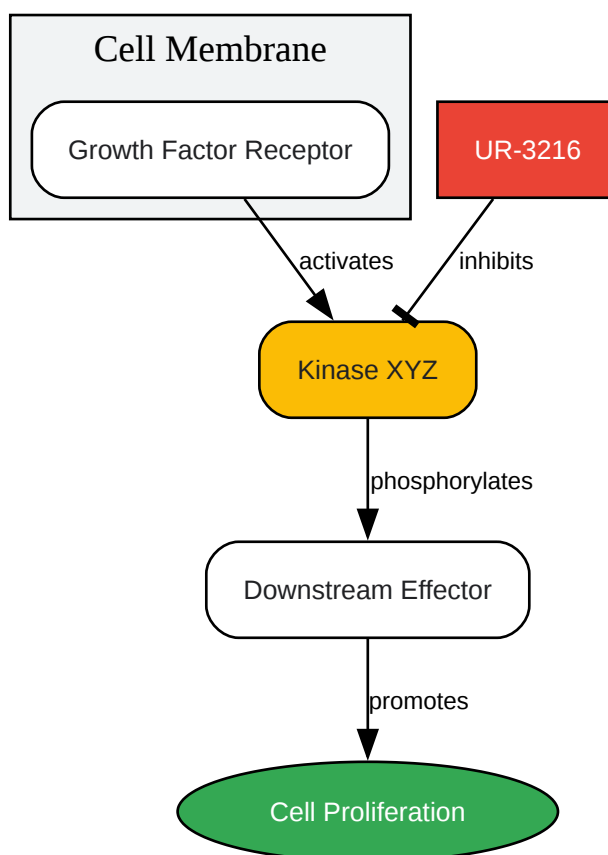 Cell Membrane
Growth Factor Receptor
UR-3216
activates
inhibits
Kinase XYZ
phosphorylates
Downstream Effector
promotes
Cell Proliferation